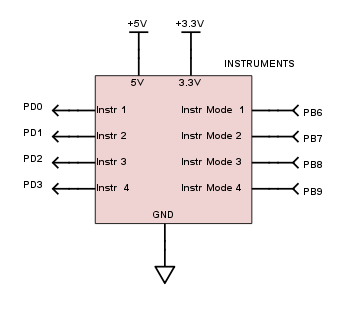 +5V +3.3V
INSTRUMENTS
5V 3.3V
PD0 Instr 1 Instr Mode 1 PB6
PD1 Instr 2 Instr Mode 2 PB7
PD2 Instr 3 Instr Mode 3 PB8
PD3 Instr 4 Instr Mode 4 PB9
GND